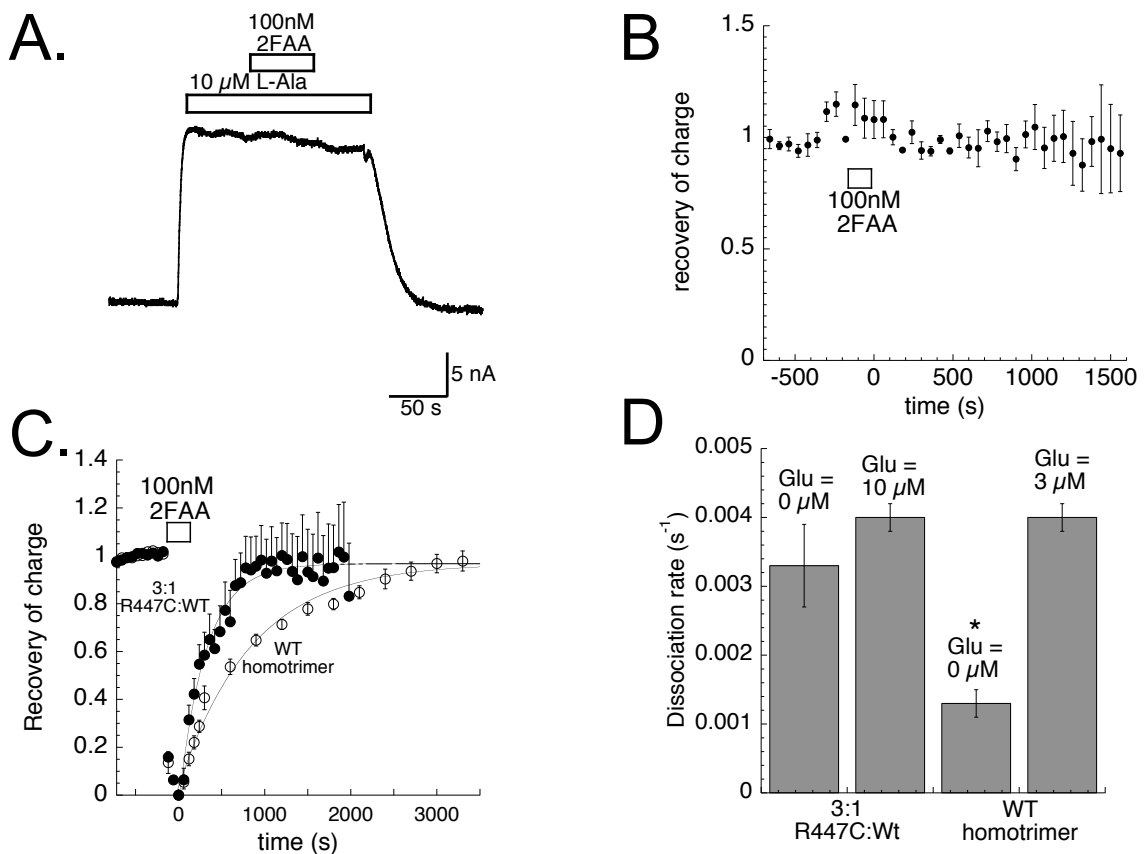 A.
100nM
2FAA
10 µM L-Ala
5 nA
50 s
B.
recovery of charge
1.5
1
0.5
0
100nM
2FAA
-500
0
500
1000
1500
time (s)
C.
Recovery of charge
1.4
1.2
1
0.8
0.6
0.4
0.2
0
100nM
2FAA
3:1
R447C:WT
WT
homotrimer
0
1000
2000
3000
time (s)
D
Dissociation rate (s-1)
0.005
0.004
0.003
0.002
0.001
0
Glu =
0 µM
Glu =
10 µM
*
Glu =
0 µM
Glu =
3 µM
3:1
R447C:Wt
WT
homotrimer